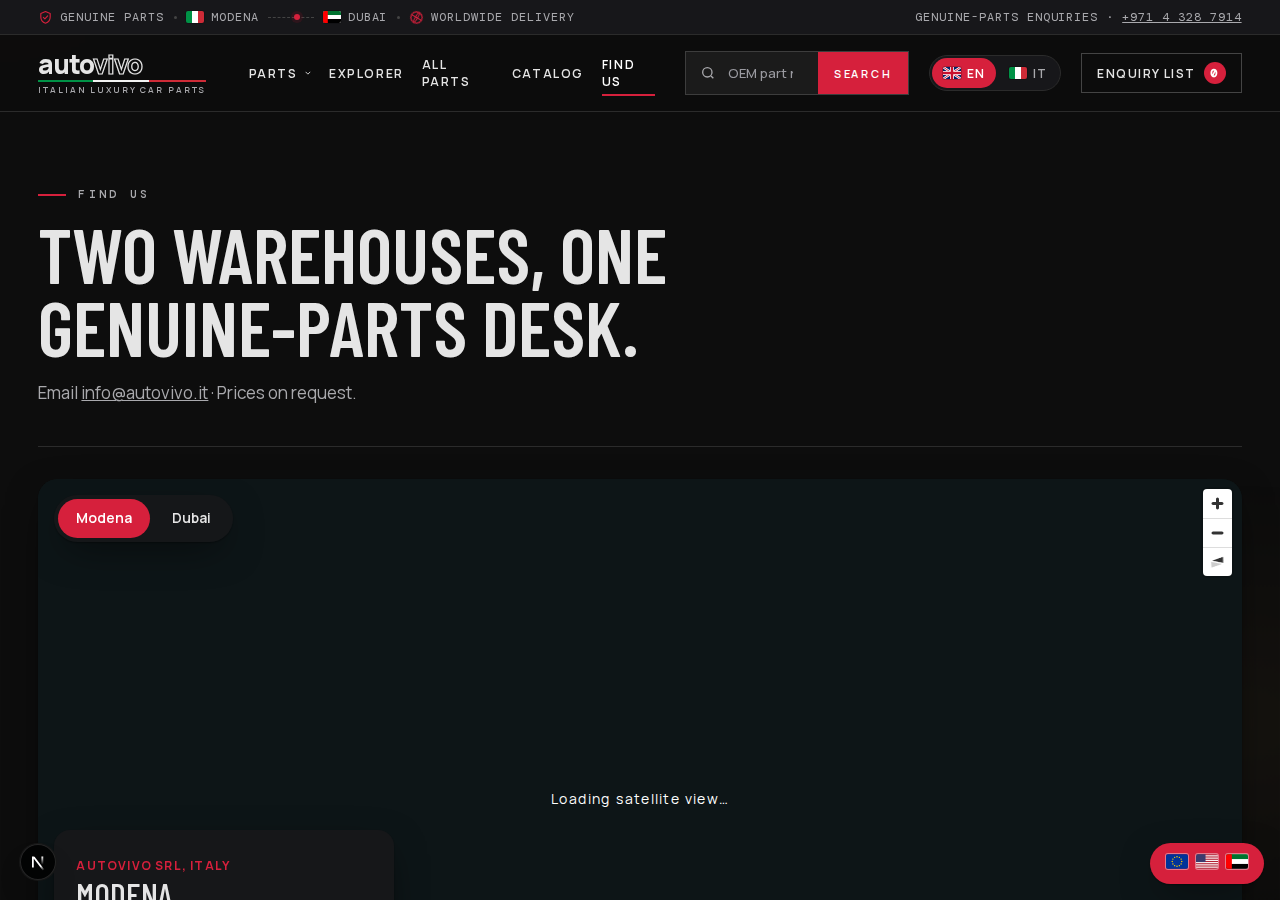 GENUINE PARTS • MODENA DUBAI • WORLDWIDE DELIVERY
GENUINE-PARTS ENQUIRIES · +971 4 328 7914
autovivo
ITALIAN LUXURY CAR PARTS
PARTS
EXPLORER
ALL PARTS
CATALOG
FIND US
OEM part r
SEARCH
EN
IT
ENQUIRY LIST 0
FIND US
TWO WAREHOUSES, ONE
GENUINE-PARTS DESK.
Email info@autovivo.it · Prices on request.
Modena
Dubai
Loading satellite view…
AUTOVIVO SRL, ITALY
MODENA
N